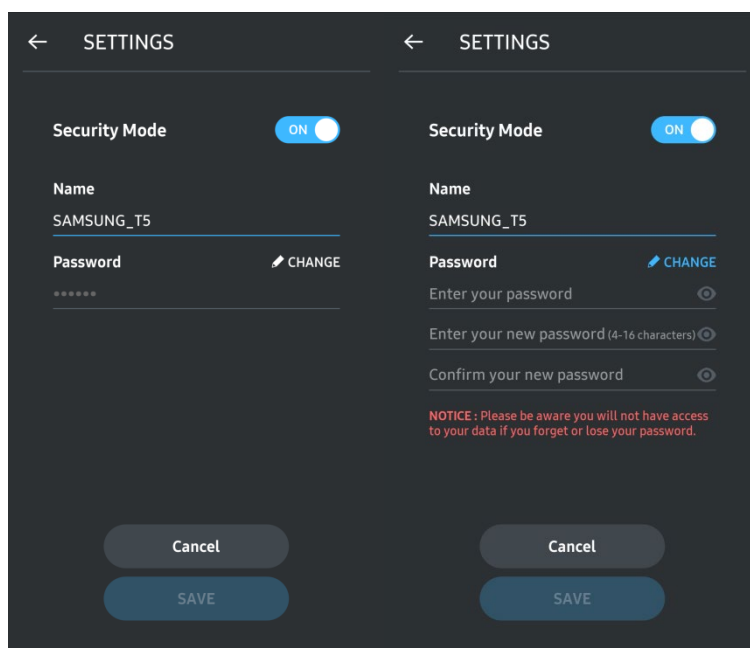 SETTINGS
Security Mode
ON
Name
SAMSUNG_T5
Password
CHANGE
••••••
Cancel
SAVE
SETTINGS
Security Mode
ON
Name
SAMSUNG_T5
Password
CHANGE
Enter your password
Enter your new password (4-16 characters)
Confirm your new password
NOTICE : Please be aware you will not have access
to your data if you forget or lose your password.
Cancel
SAVE